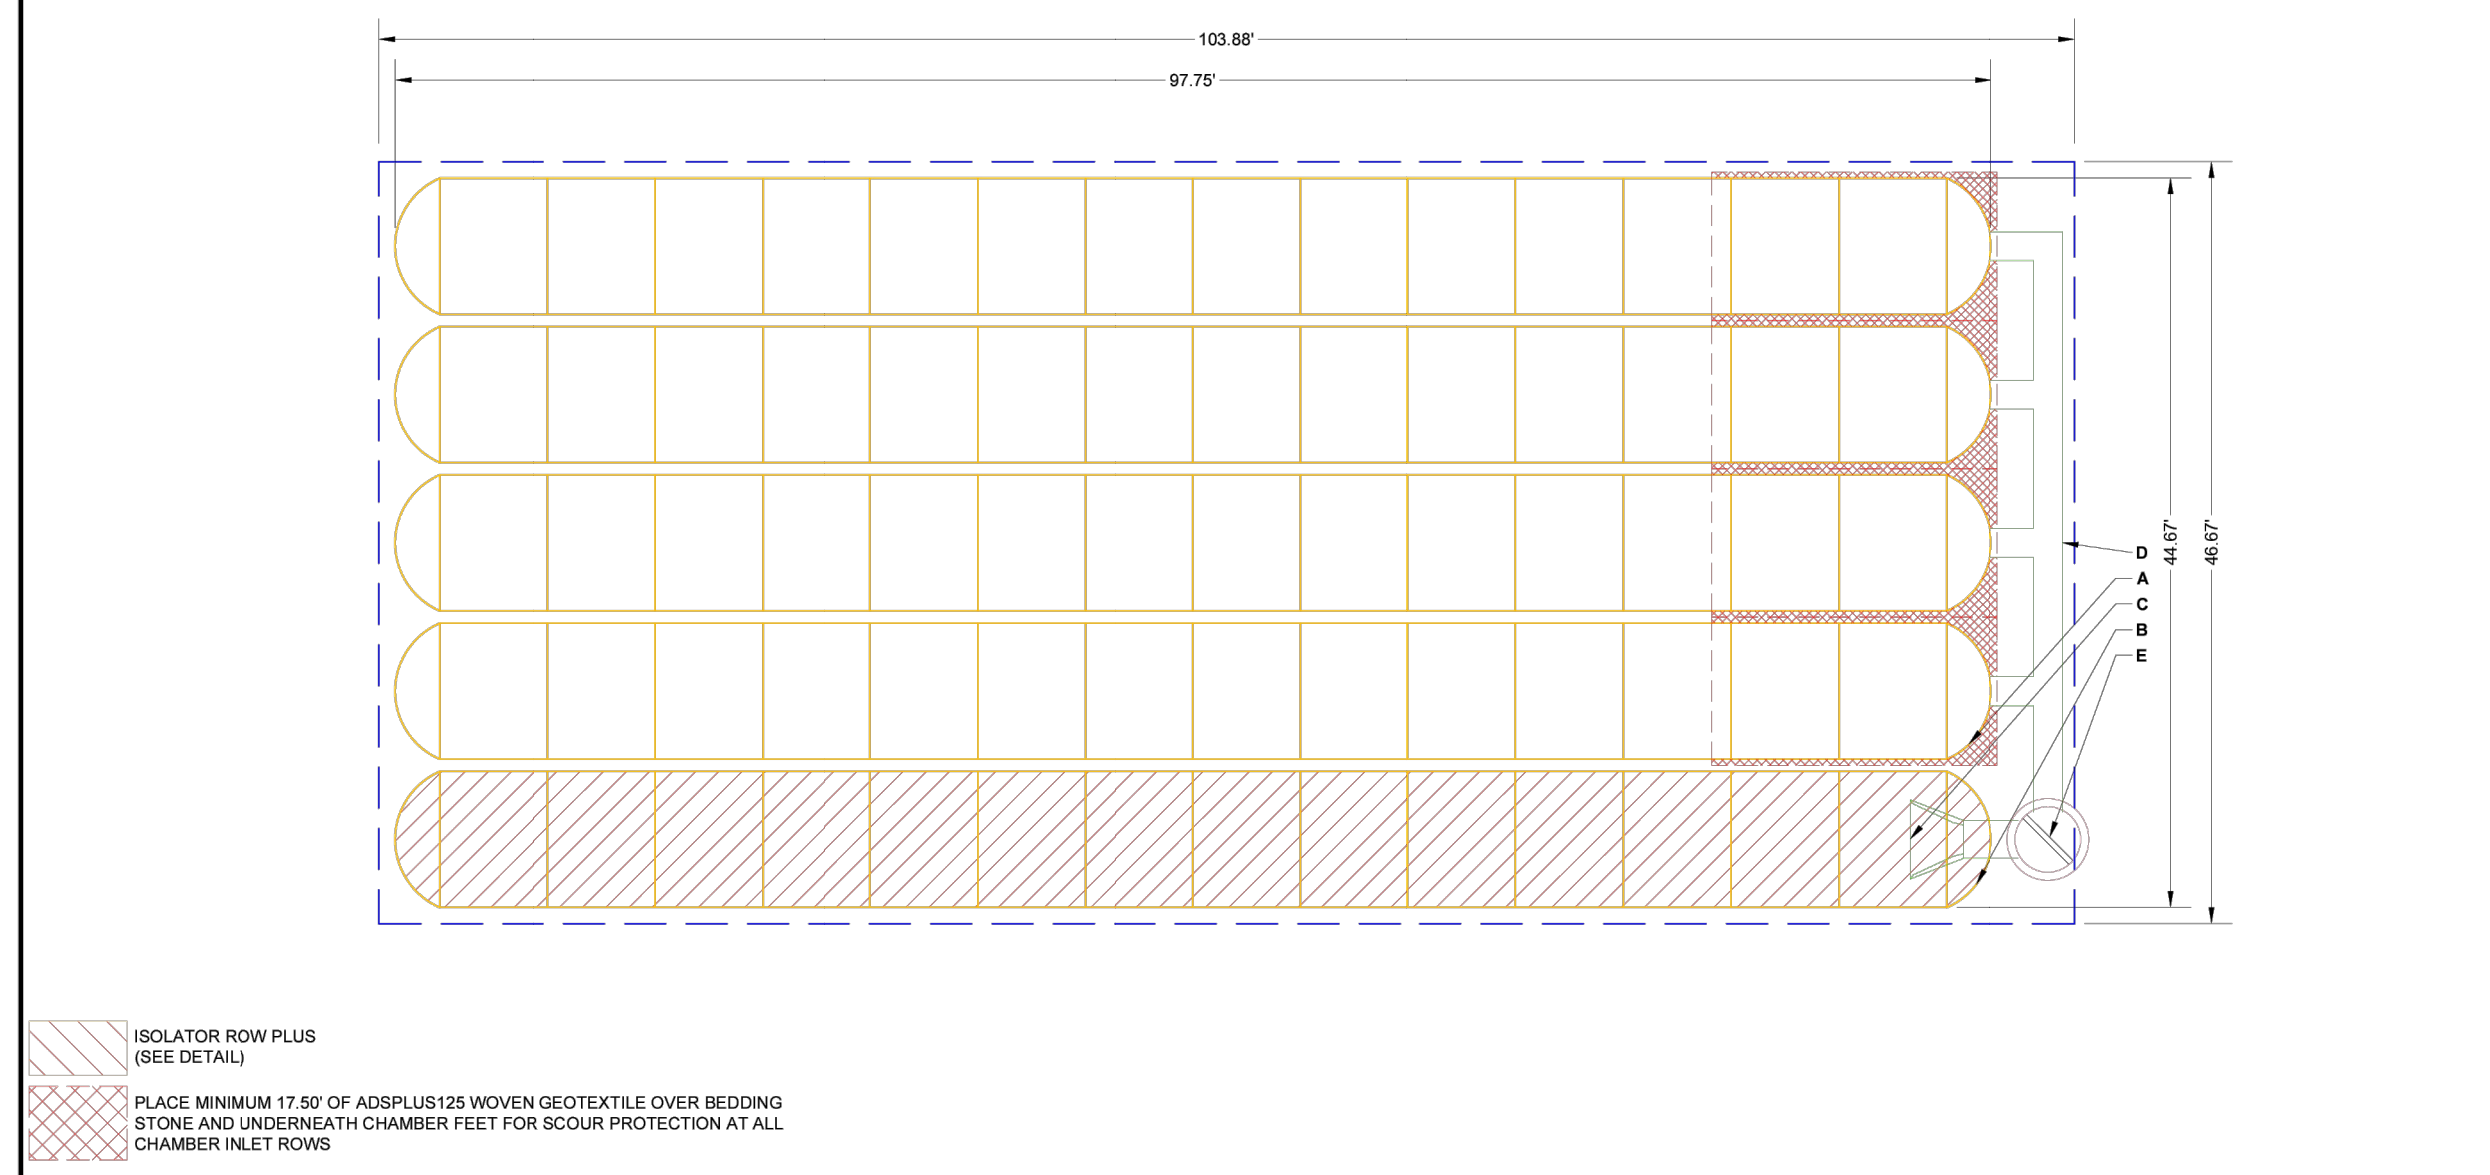 103.88'
97.75'
44.67'
46.67'
D
A
C
B
E
ISOLATOR ROW PLUS
(SEE DETAIL)
PLACE MINIMUM 17.50' OF ADSPLUS125 WOVEN GEOTEXTILE OVER BEDDING
STONE AND UNDERNEATH CHAMBER FEET FOR SCOUR PROTECTION AT ALL
CHAMBER INLET ROWS